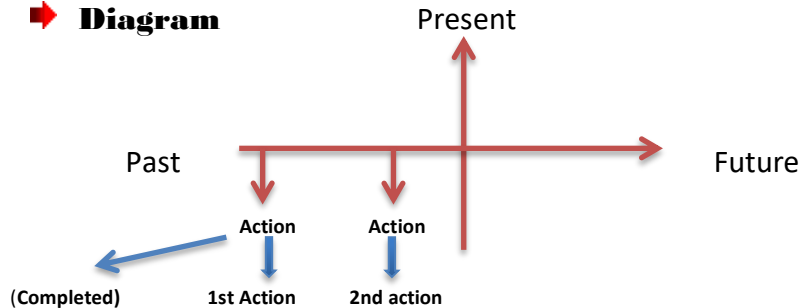 Diagram
Present
Past
Future
Action Action
(Completed) 1st Action 2nd action